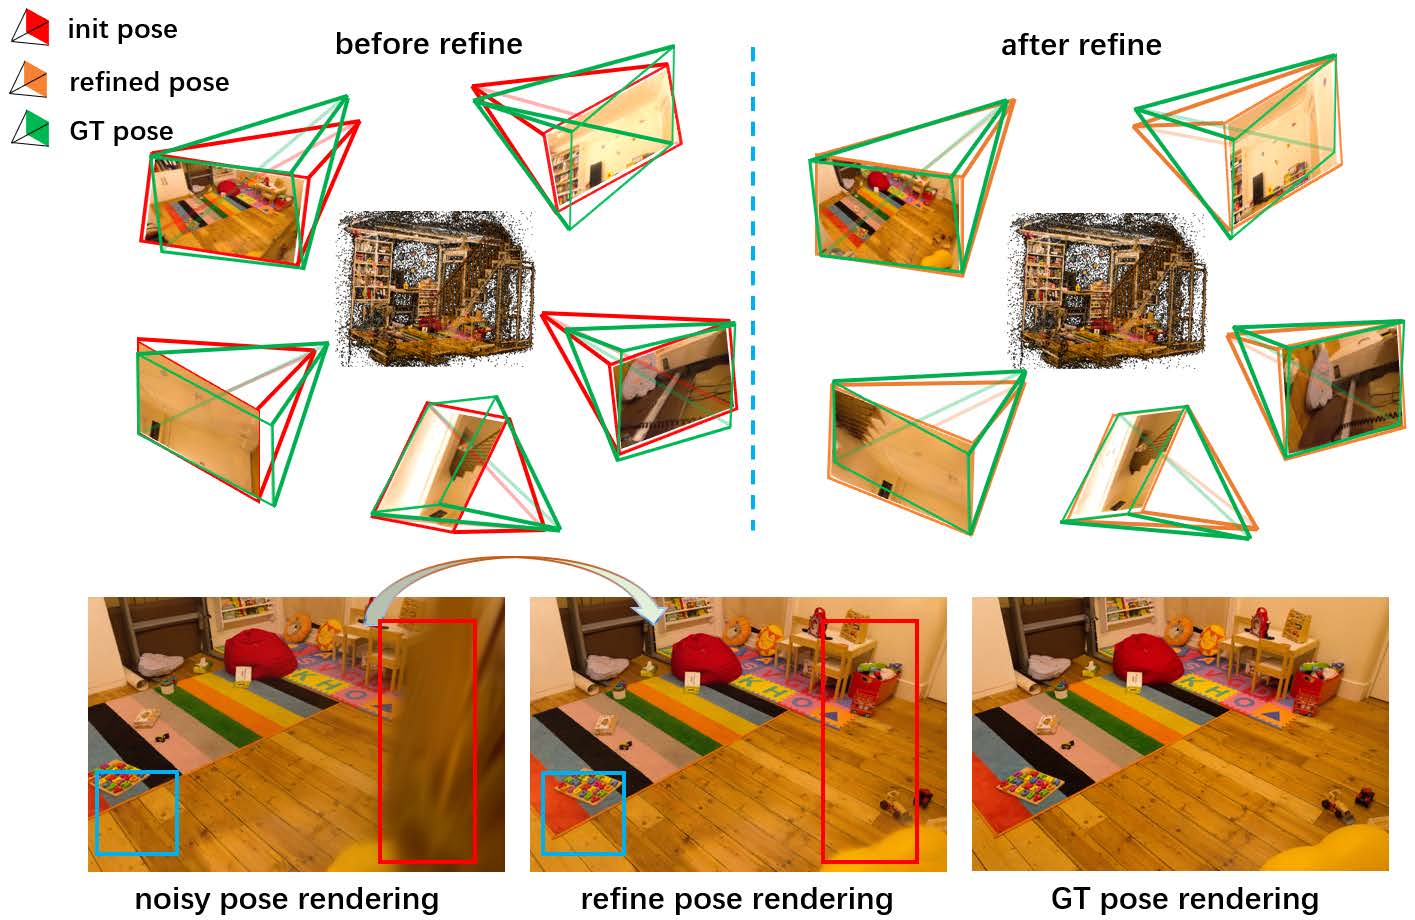 init pose
before refine
after refine
refined pose
GT pose
noisy pose rendering
refine pose rendering
GT pose rendering